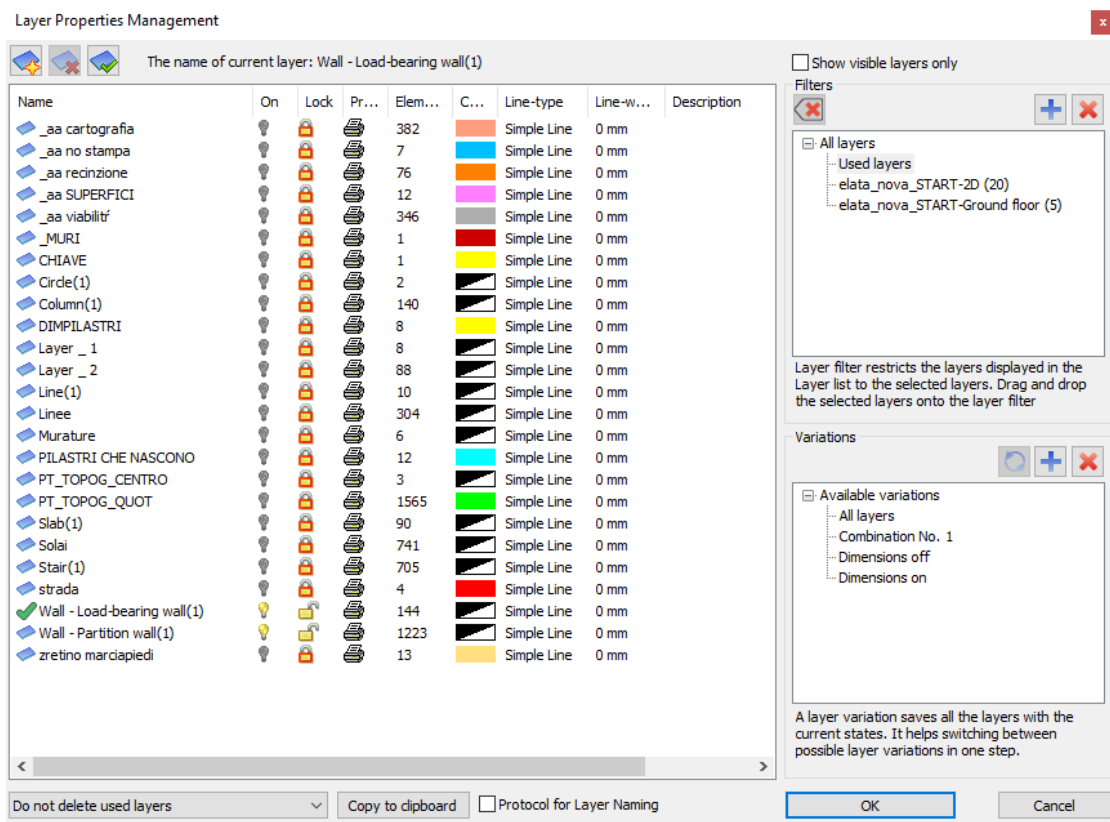 Layer Properties Management
x
The name of current layer: Wall - Load-bearing wall(1)
Show visible layers only
Name On Lock Pr... Elem... C... Line-type Line-w... Description
_aa cartografia 382 Simple Line 0 mm
_aa no stampa 7 Simple Line 0 mm
_aa recinzione 76 Simple Line 0 mm
_aa SUPERFICI 12 Simple Line 0 mm
_aa viabilitŕ 346 Simple Line 0 mm
_MURI 1 Simple Line 0 mm
CHIAVE 1 Simple Line 0 mm
Circle(1) 2 Simple Line 0 mm
Column(1) 140 Simple Line 0 mm
DIMPILASTRI 8 Simple Line 0 mm
Layer _ 1 8 Simple Line 0 mm
Layer _ 2 88 Simple Line 0 mm
Line(1) 10 Simple Line 0 mm
Linee 304 Simple Line 0 mm
Murature 6 Simple Line 0 mm
PILASTRI CHE NASCONO 12 Simple Line 0 mm
PT_TOPOG_CENTRO 3 Simple Line 0 mm
PT_TOPOG_QUOT 1565 Simple Line 0 mm
Slab(1) 90 Simple Line 0 mm
Solai 741 Simple Line 0 mm
Stair(1) 705 Simple Line 0 mm
strada 4 Simple Line 0 mm
Wall - Load-bearing wall(1) 144 Simple Line 0 mm
Wall - Partition wall(1) 1223 Simple Line 0 mm
zretino marciapiedi 13 Simple Line 0 mm
Filters
All layers
Used layers
elata_nova_START-2D (20)
elata_nova_START-Ground floor (5)
Layer filter restricts the layers displayed in the
Layer list to the selected layers. Drag and drop
the selected layers onto the layer filter
Variations
Available variations
All layers
Combination No. 1
Dimensions off
Dimensions on
A layer variation saves all the layers with the
current states. It helps switching between
possible layer variations in one step.
Do not delete used layers
Copy to clipboard
Protocol for Layer Naming
OK
Cancel